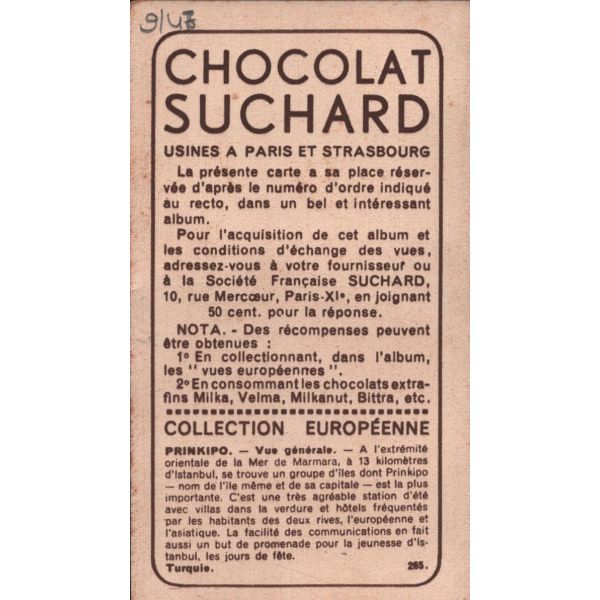 9/47
CHOCOLAT
SUCHARD
USINES A PARIS ET STRASBOURG
La présente carte a sa place réser-
vée d'après le numéro d'ordre indiqué
au recto, dans un bel et intéressant
album.
Pour l'acquisition de cet album et
les conditions d'échange des vues,
adressez-vous à votre fournisseur ou
à la Société Française SUCHARD,
10, rue Mercœur, Paris-XIe, en joignant
50 cent. pour la réponse.
NOTA. - Des récompenses peuvent
être obtenues :
1o En collectionnant, dans l'album,
les " vues européennes ".
2o En consommant les chocolats extra-
fins Milka, Velma, Milkanut, Bittra, etc.
COLLECTION EUROPÉENNE
PRINKIPO. — Vue générale. — A l'extrémité
orientale de la Mer de Marmara, à 13 kilomètres
d'Istanbul, se trouve un groupe d'îles dont Prinkipo
— nom de l'île même et de sa capitale — est la plus
importante. C'est une très agréable station d'été
avec villas dans la verdure et hôtels fréquentés
par les habitants des deux rives, l'européenne et
l'asiatique. La facilité des communications en fait
aussi un but de promenade pour la jeunesse d'Is-
tanbul, les jours de fête.
Turquie. 265.